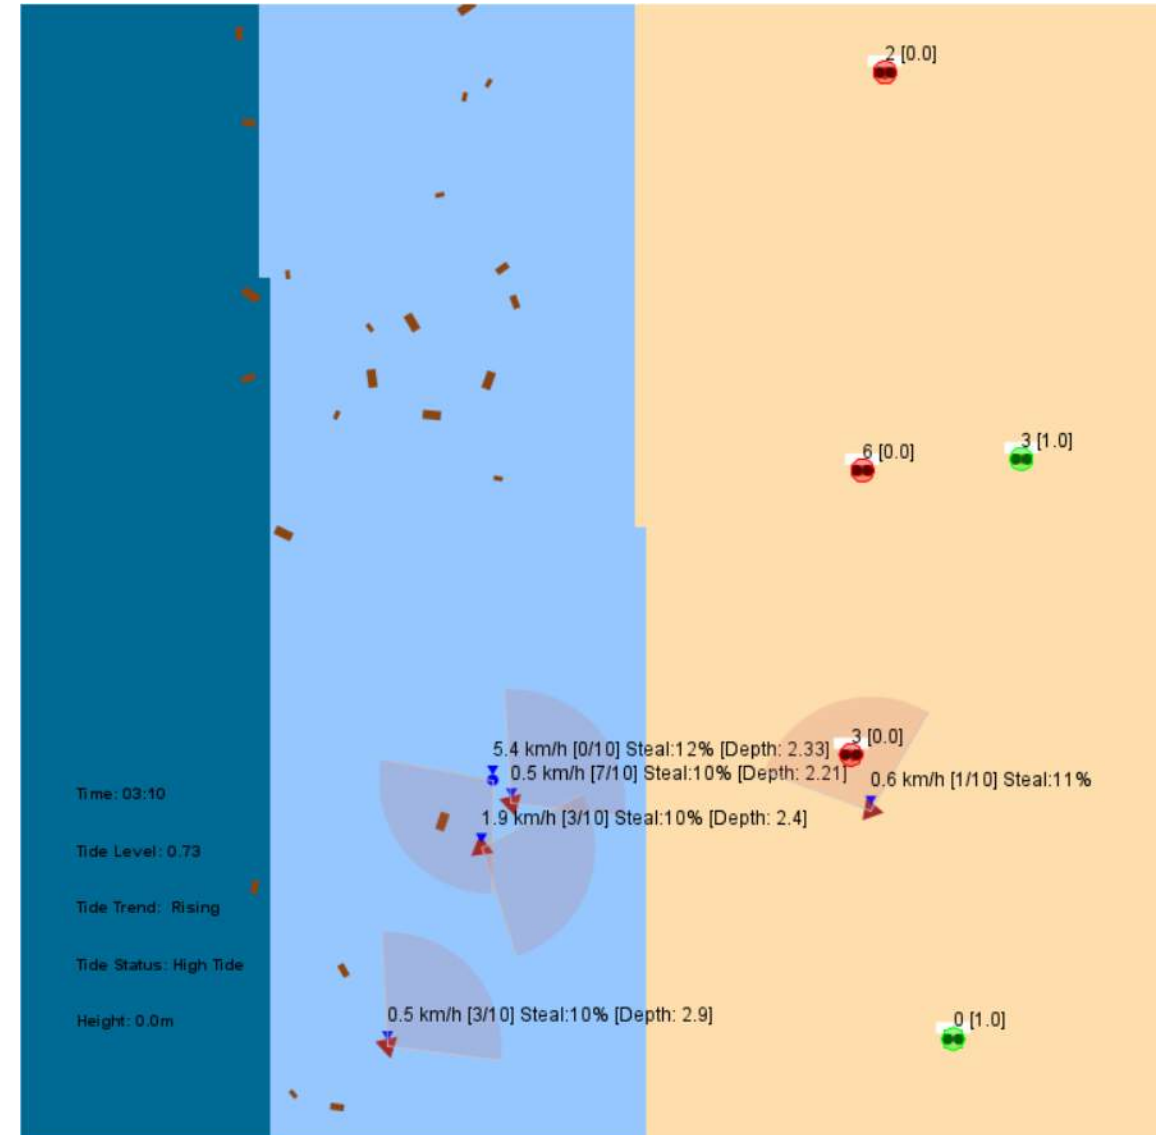 2 [0.0]
3 [1.0]
6 [0.0]
3 [0.0]
5.4 km/h [0/10] Steal:12% [Depth: 2.33]
0.5 km/h [7/10] Steal:10% [Depth: 2.21]
0.6 km/h [1/10] Steal:11%
Time: 03:10
1.9 km/h [3/10] Steal:10% [Depth: 2.4]
Tide Level: 0.73
Tide Trend: Rising
Tide Status: High Tide
0.5 km/h [3/10] Steal:10% [Depth: 2.9]
Height: 0.0m
0 [1.0]